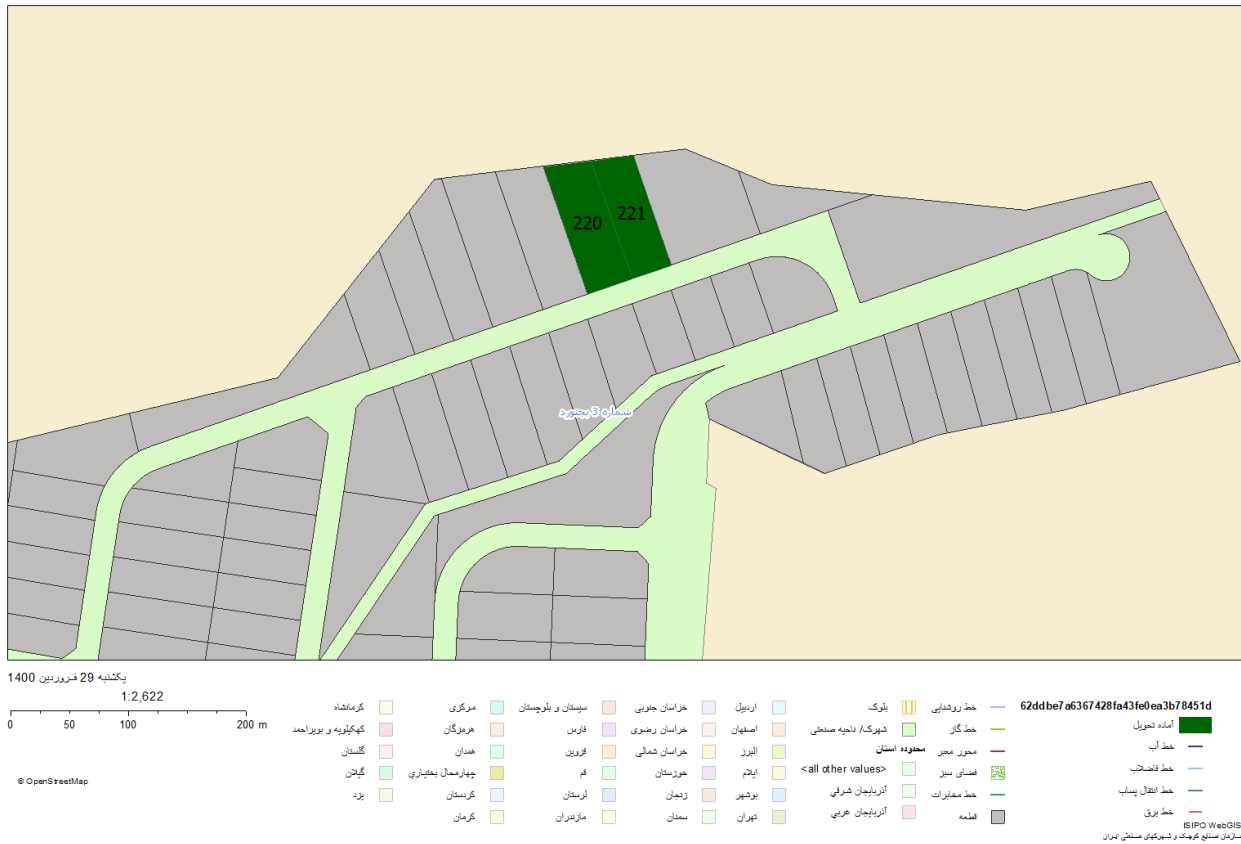 220
221
شماره 3 بجنورد
یکشنبه 29 فروردین 1400
1:2,622
0 50 100 200 m
© OpenStreetMap
62ddbe7a6367428fa43fe0ea3b78451d
آماده تحویل
خط آب
خط فاضلاب
خط انتقال پساب
خط برق
خط روشنایی
خط گاز
محور معبر
فضای سبز
خط مخابرات
قطعه
بلوک
شهرک/ ناحیه صنعتی
محدوده استان
<all other values>
آذربایجان شرقي
آذربایجان غربي
اردبیل
اصفهان
البرز
ایلام
بوشهر
تهران
خراسان جنوبی
خراسان رضوی
خراسان شمالی
خوزستان
زنجان
سمنان
سیستان و بلوچستان
فارس
قزوین
قم
لرستان
مازندران
مرکزی
هرمزگان
همدان
چهارمحال بختیاري
کردستان
کرمان
کرمانشاه
کهکیلویه و بویراحمد
گلستان
گیلان
یزد
ISIPO WebGIS
سازمان صنایع کوچک و شهرکهای صنعتی ایران